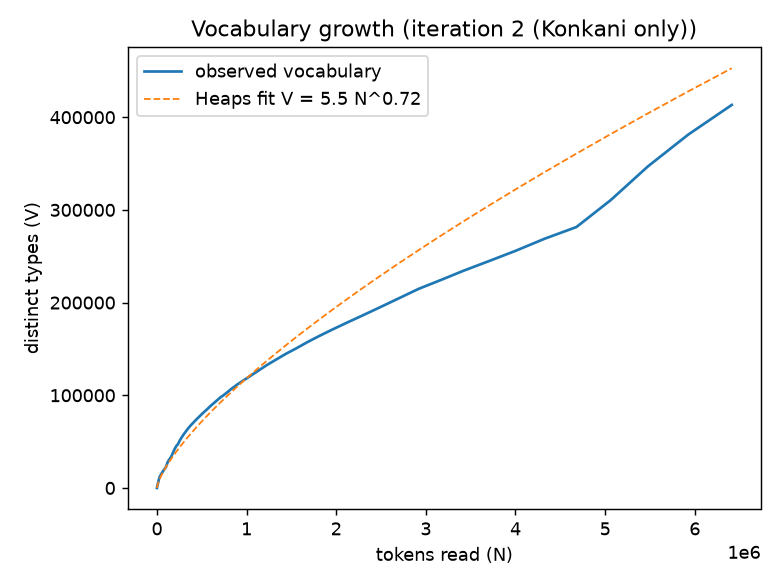 Vocabulary growth (iteration 2 (Konkani only))
observed vocabulary
Heaps fit V = 5.5 N^0.72
distinct types (V)
400000
300000
200000
100000
0
0 1 2 3 4 5 6
1e6
tokens read (N)